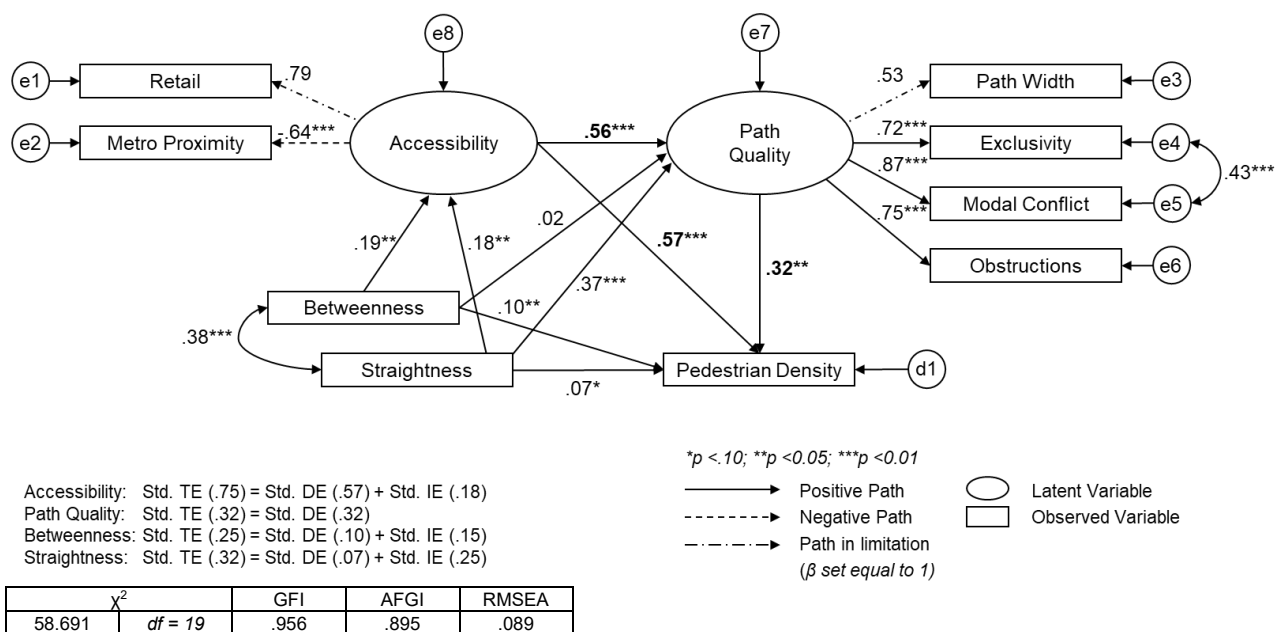 e8
e7
e1
Retail
.79
.53
Path Width
e3
e2
Metro Proximity
-.64***
Accessibility
.56***
Path
Quality
.72***
Exclusivity
e4
.87***
.43***
Modal Conflict
e5
.75***
Obstructions
e6
.19**
.18**
.02
.57***
.32**
.37***
Betweenness
.10**
.38***
Straightness
.07*
Pedestrian Density
d1
*p <.10; **p <0.05; ***p <0.01
Positive Path
Latent Variable
Negative Path
Observed Variable
Path in limitation
(β set equal to 1)
Accessibility: Std. TE (.75) = Std. DE (.57) + Std. IE (.18)
Path Quality: Std. TE (.32) = Std. DE (.32)
Betweenness: Std. TE (.25) = Std. DE (.10) + Std. IE (.15)
Straightness: Std. TE (.32) = Std. DE (.07) + Std. IE (.25)
χ² GFI AFGI RMSEA
58.691 df = 19 .956 .895 .089